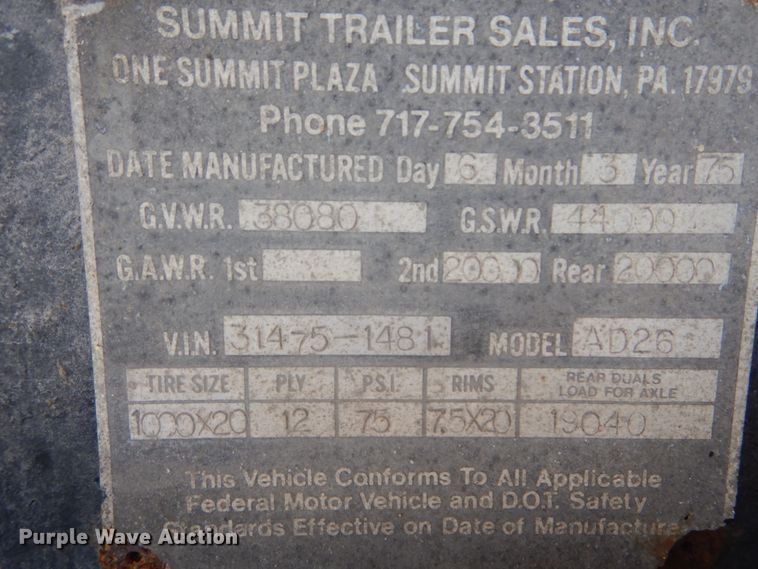 SUMMIT TRAILER SALES, INC.
ONE SUMMIT PLAZA SUMMIT STATION, PA. 17979
Phone 717-754-3511
DATE MANUFACTURED Day 6 Month 3 Year 75
G.V.W.R. 38080 G.S.W.R. 44000
G.A.W.R. 1st 2nd 20000 Rear 20000
V.I.N. 31475-1481 MODEL AD26
TIRE SIZE PLY P.S.I. RIMS REAR DUALS LOAD FOR AXLE
1000X20 12 75 7.5X20 19040
This Vehicle Conforms To All Applicable
Federal Motor Vehicle and D.O.T. Safety
Standards Effective on Date of Manufacture
Purple Wave Auction